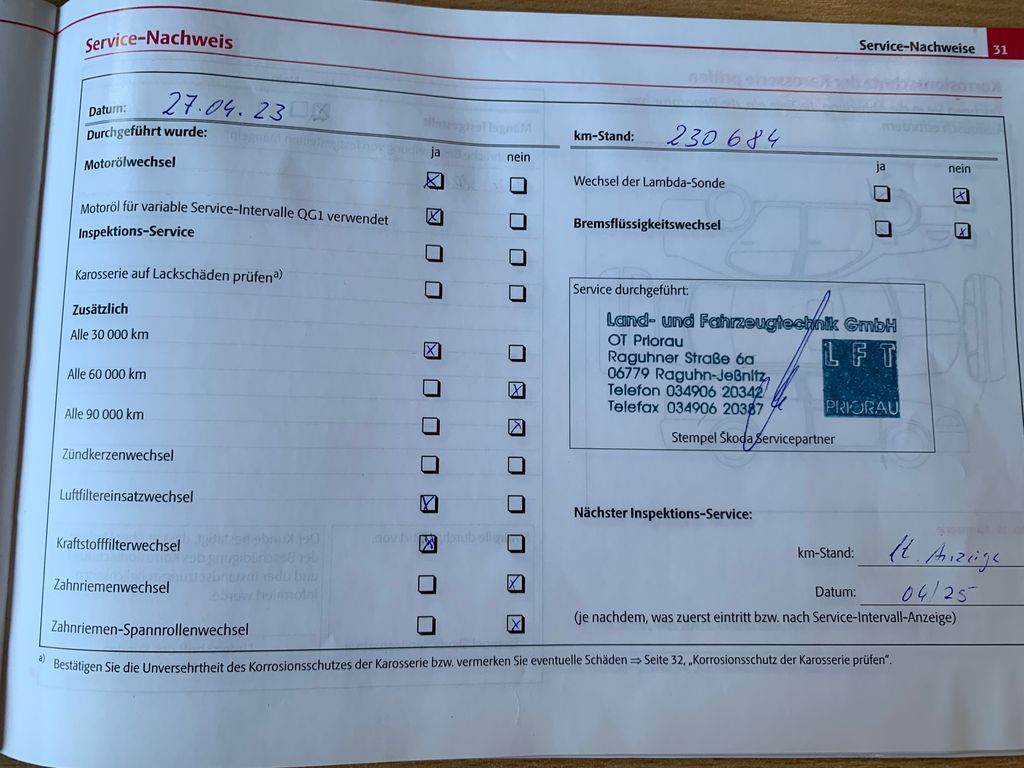 Service-Nachweis
Service-Nachweise 31
Datum: 27.04.23
Durchgeführt wurde:
ja nein
Motorölwechsel
Motoröl für variable Service-Intervalle QG1 verwendet
Inspektions-Service
Karosserie auf Lackschäden prüfena)
Zusätzlich
Alle 30 000 km
Alle 60 000 km
Alle 90 000 km
Zündkerzenwechsel
Luftfiltereinsatzwechsel
Kraftstofffilterwechsel
Zahnriemenwechsel
Zahnriemen-Spannrollenwechsel
km-Stand: 230684
ja nein
Wechsel der Lambda-Sonde
Bremsflüssigkeitswechsel
Service durchgeführt:
Land- und Fahrzeugtechnik GmbH
OT Priorau
Raguhner Straße 6a
06779 Raguhn-Jeßnitz
Telefon 034906 20342
Telefax 034906 20387
LFT
PRIORAU
Stempel Škoda Servicepartner
Nächster Inspektions-Service:
km-Stand: lt. Anzeige
Datum: 04/25
(je nachdem, was zuerst eintritt bzw. nach Service-Intervall-Anzeige)
a) Bestätigen Sie die Unversehrtheit des Korrosionsschutzes der Karosserie bzw. vermerken Sie eventuelle Schäden ⇒ Seite 32, „Korrosionsschutz der Karosserie prüfen“.